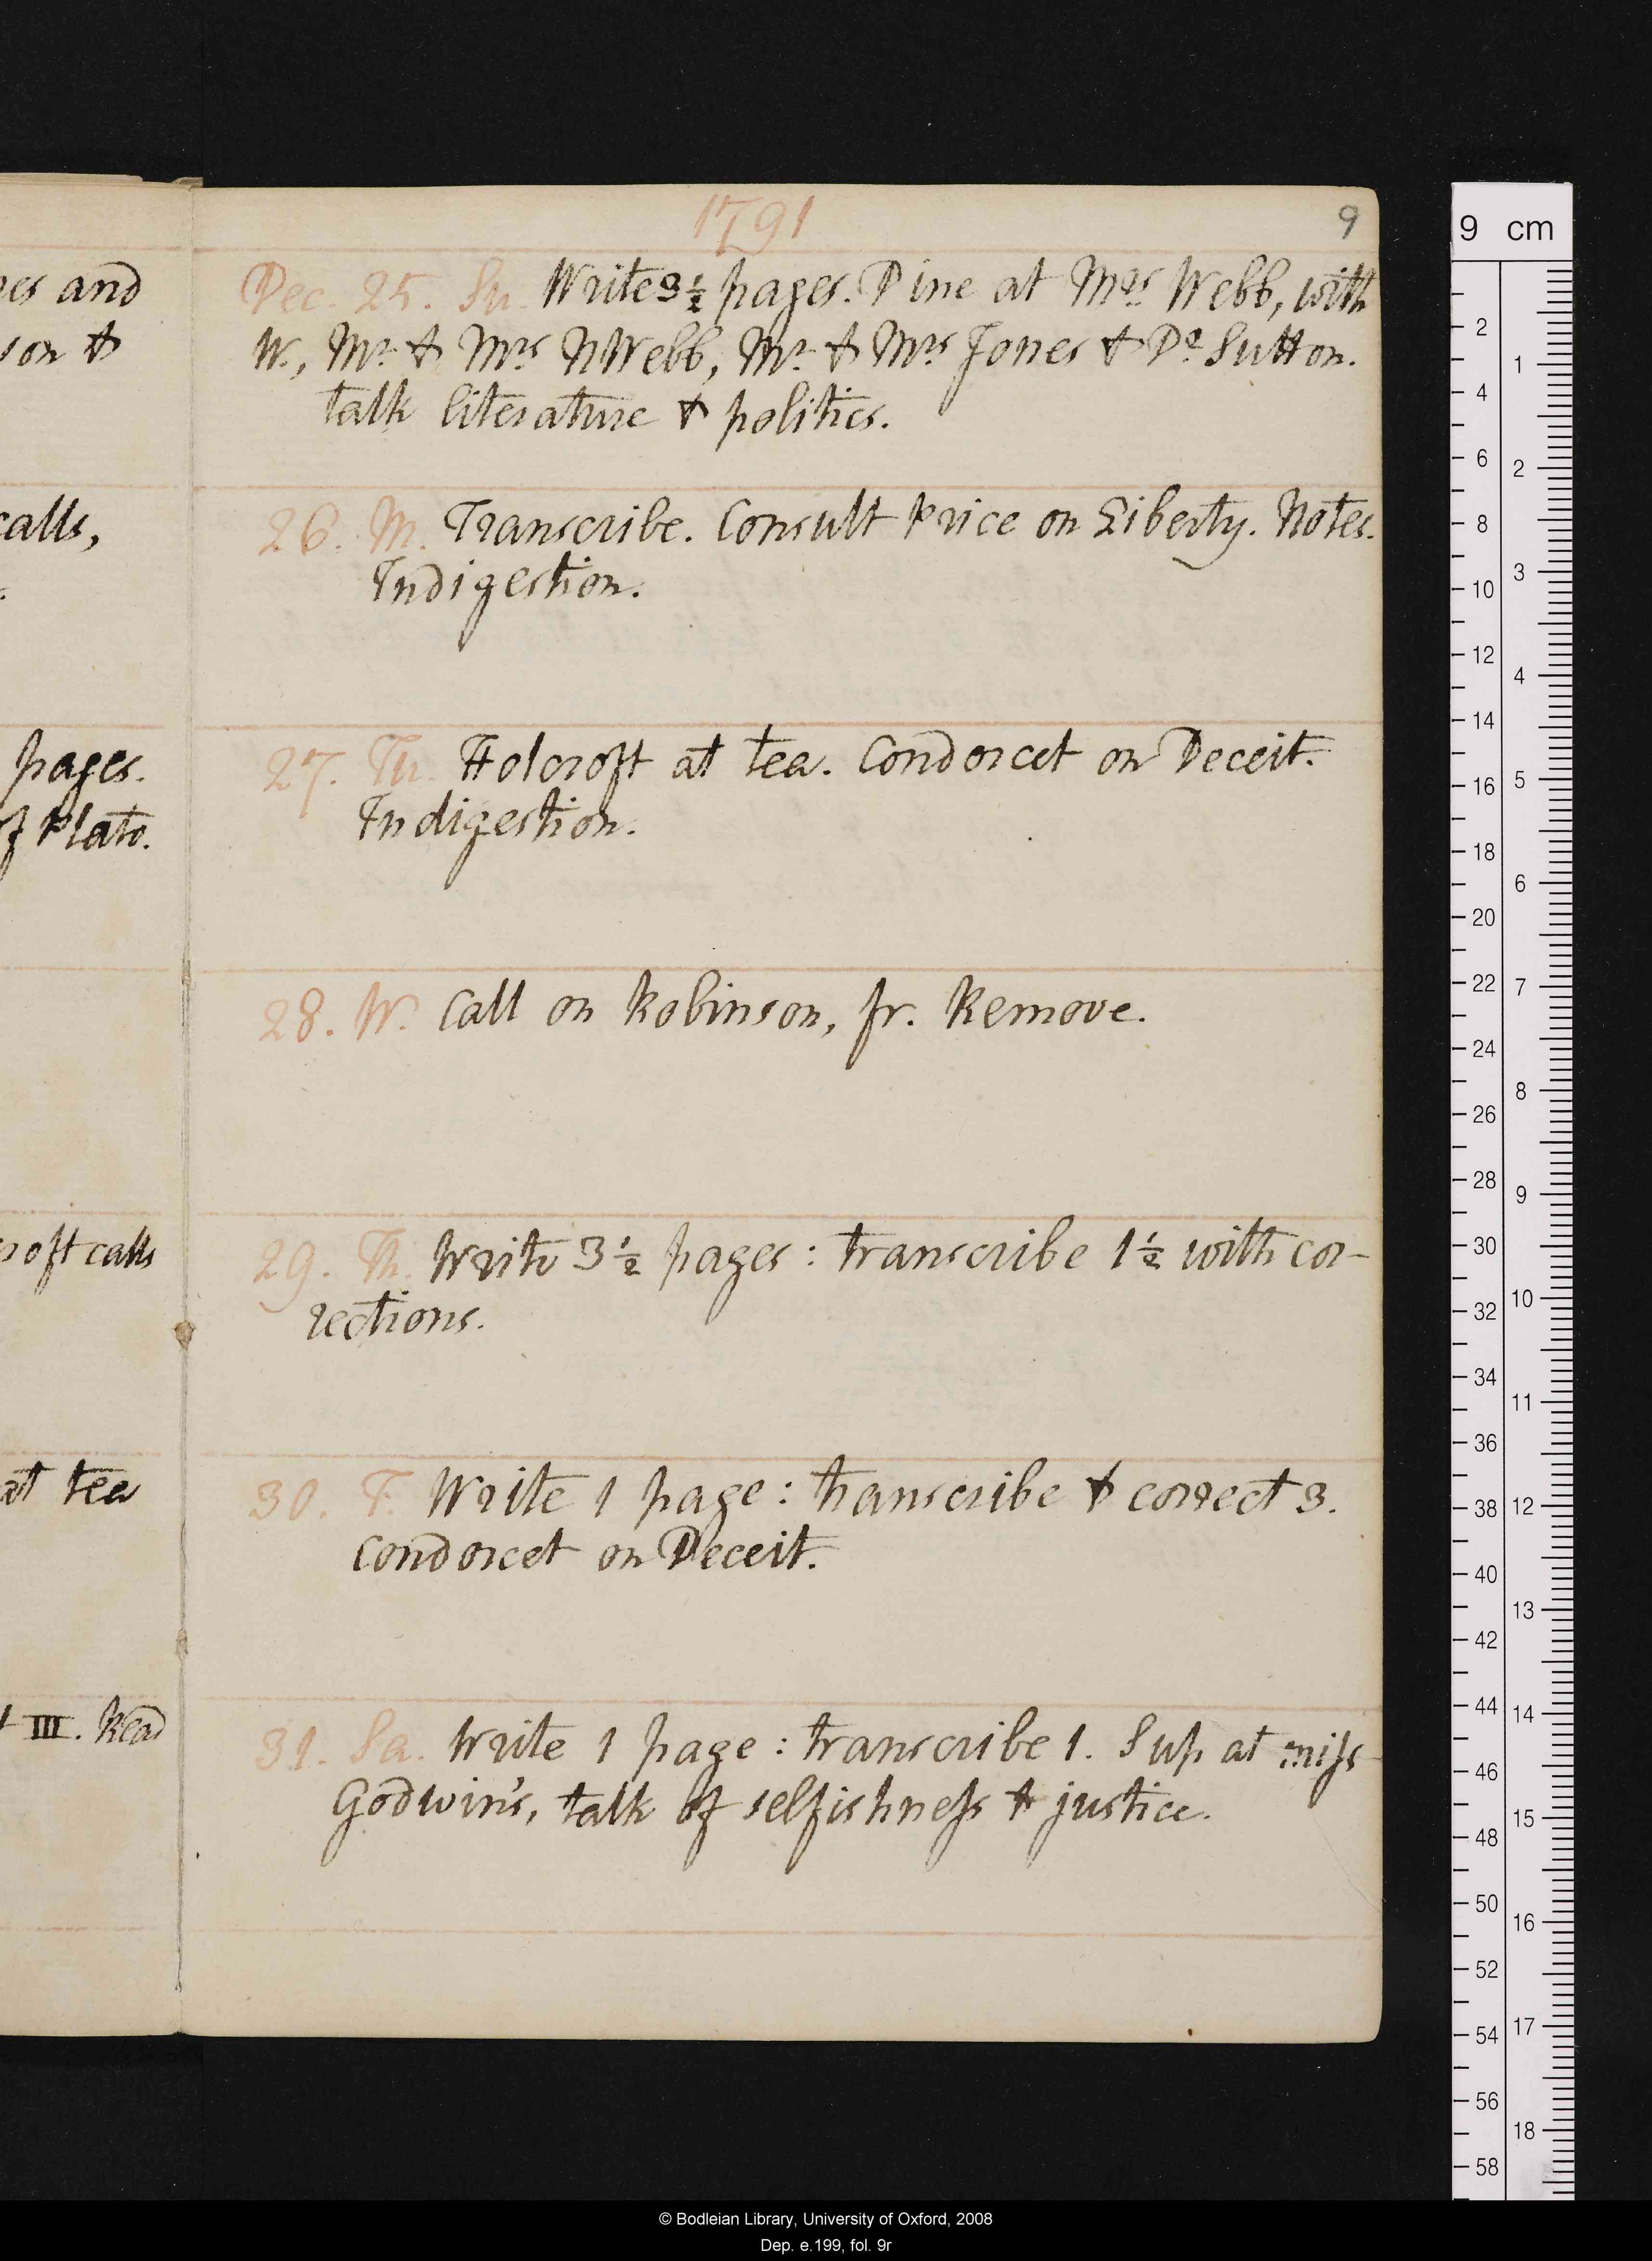 1791
9
Dec. 25. Su. Write 3½ pages. Dine at Mrs Webb, with
W., Mr & Mrs N Webb, Mr & Mrs Jones & Dr Sutton.
talk literature & politics.
26. M. Transcribe. Consult Price on Liberty. Notes.
Indigestion.
27. Tu. Holcroft at tea. Condorcet on Deceit.
Indigestion.
28. W. Call on Robinson, jr. Remove.
29. Th. Write 3½ pages: transcribe 1½ with cor-
rections.
30. F. Write 1 page: transcribe & correct 3.
Condorcet on Deceit.
31. Sa. Write 1 page: transcribe 1. Sup at miss
Godwin's, talk of selfishness & justice.
and
on &
calls,
pages.
of Plato.
oft calls
at tea
III. Read
9 cm
2
4
6
8
10
12
14
16
18
20
22
24
26
28
30
32
34
36
38
40
42
44
46
48
50
52
54
56
58
1
2
3
4
5
6
7
8
9
10
11
12
13
14
15
16
17
18
© Bodleian Library, University of Oxford, 2008
Dep. e.199, fol. 9r